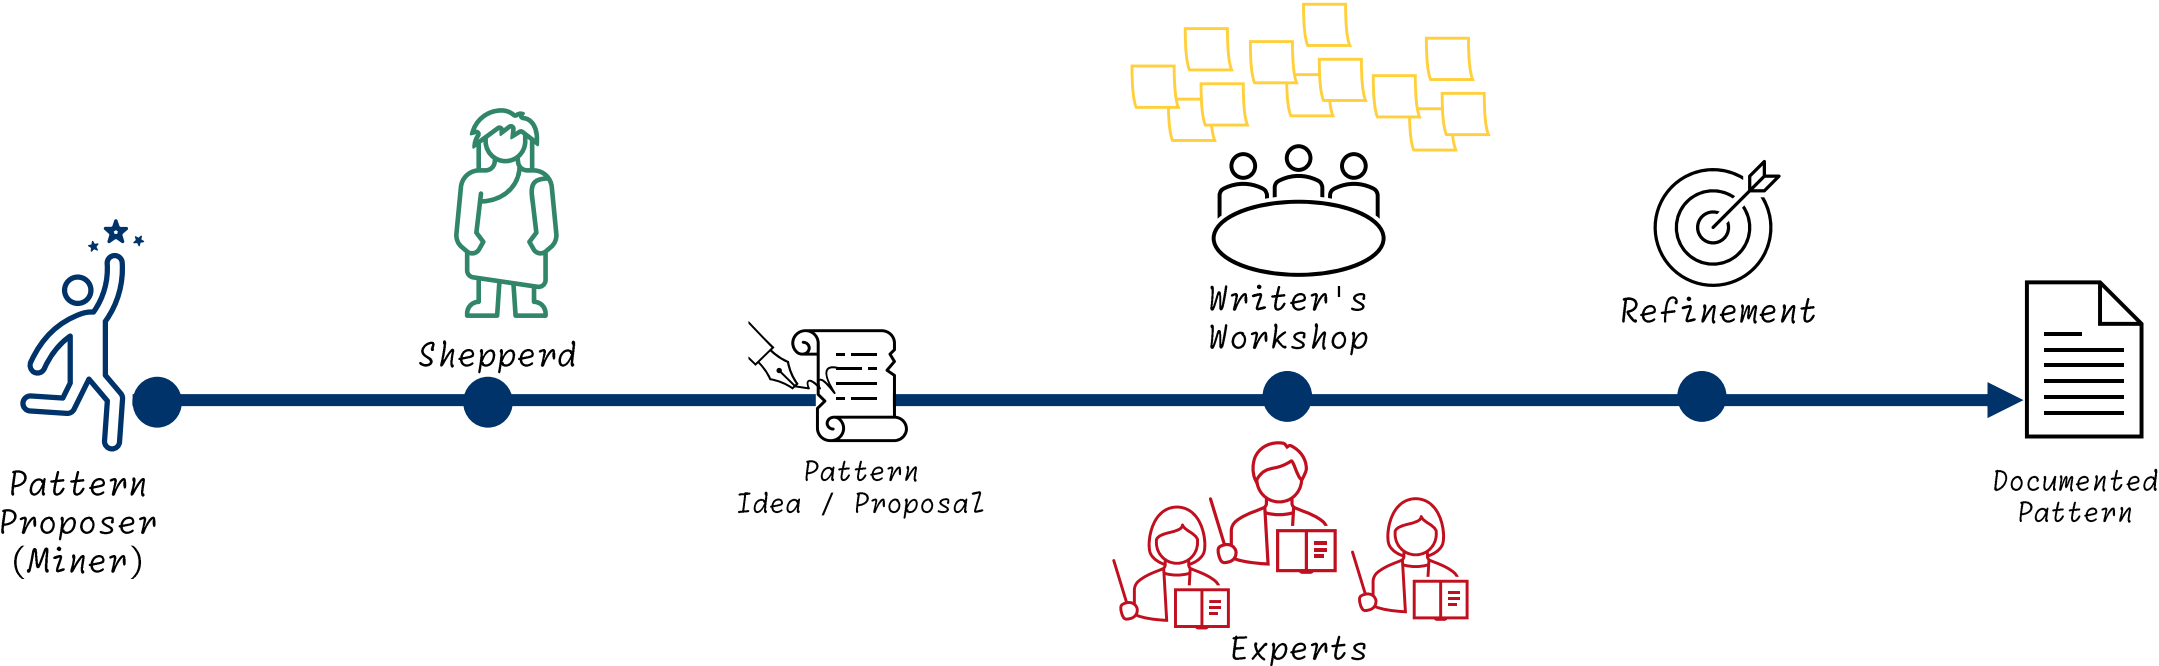 Pattern
Proposer
(Miner)
Shepperd
Pattern
Idea / Proposal
Writer's
Workshop
Experts
Refinement
Documented
Pattern